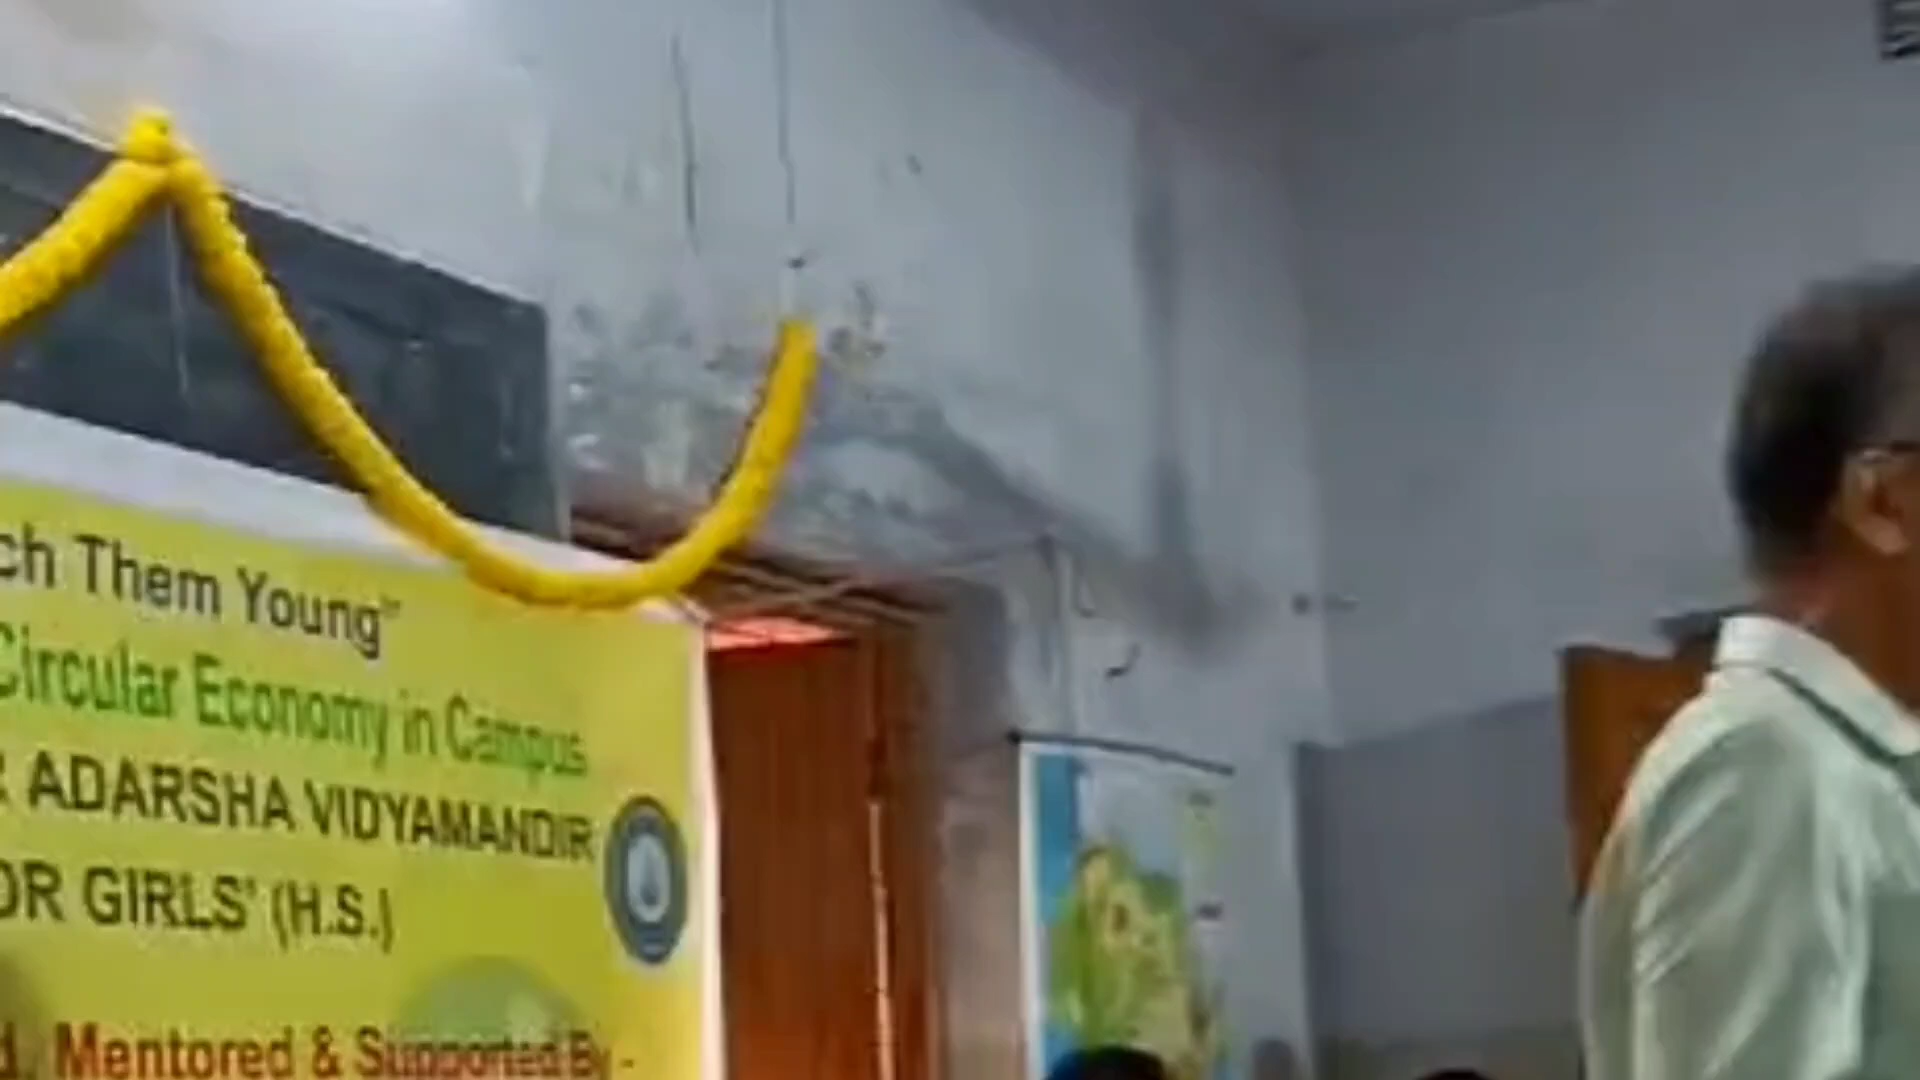 ch Them Young"
Circular Economy in Campus
ADARSHA VIDYAMANDIR
OR GIRLS' (H.S.)
d, Mentored & Supported By -